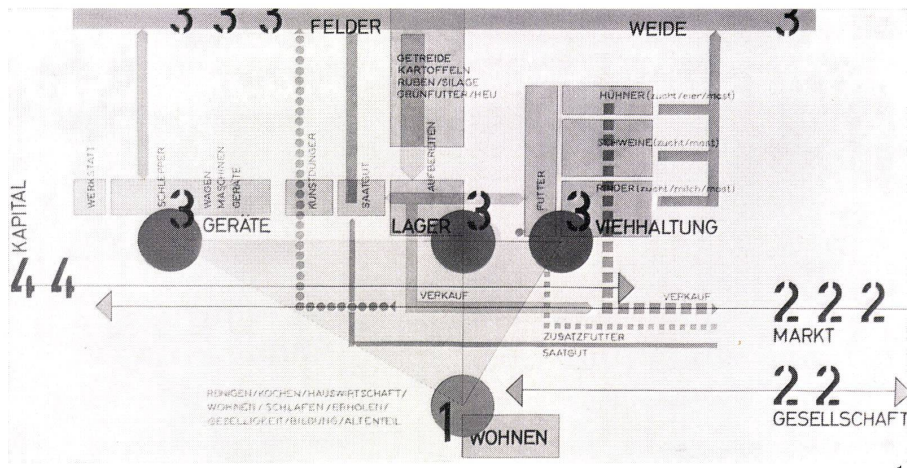 3 3 3
FELDER
WEIDE
3
GETREIDE
KARTOFFELN
RÜBEN/SILAGE
GRÜNFUTTER/HEU
HÜHNER (zucht/eier/mast)
SCHWEINE (zucht/mast)
RINDER (zucht/milch/mast)
WERKSTATT
SCHLEPPER
WAGEN
MASCHINEN
GERÄTE
KUNSTDÜNGER
SAATGUT
AUFBEREITEN
FUTTER
KAPITAL
3
GERÄTE
LAGER
3
3
VIEHHALTUNG
4 4
VERKAUF
VERKAUF
2 2 2
MARKT
ZUSATZFUTTER
SAATGUT
REINIGEN/KOCHEN/HAUSWIRTSCHAFT/
WOHNEN/SCHLAFEN/ERHOLEN/
GESELLIGKEIT/BILDUNG/ALTENTEIL
1
WOHNEN
2 2
GESELLSCHAFT